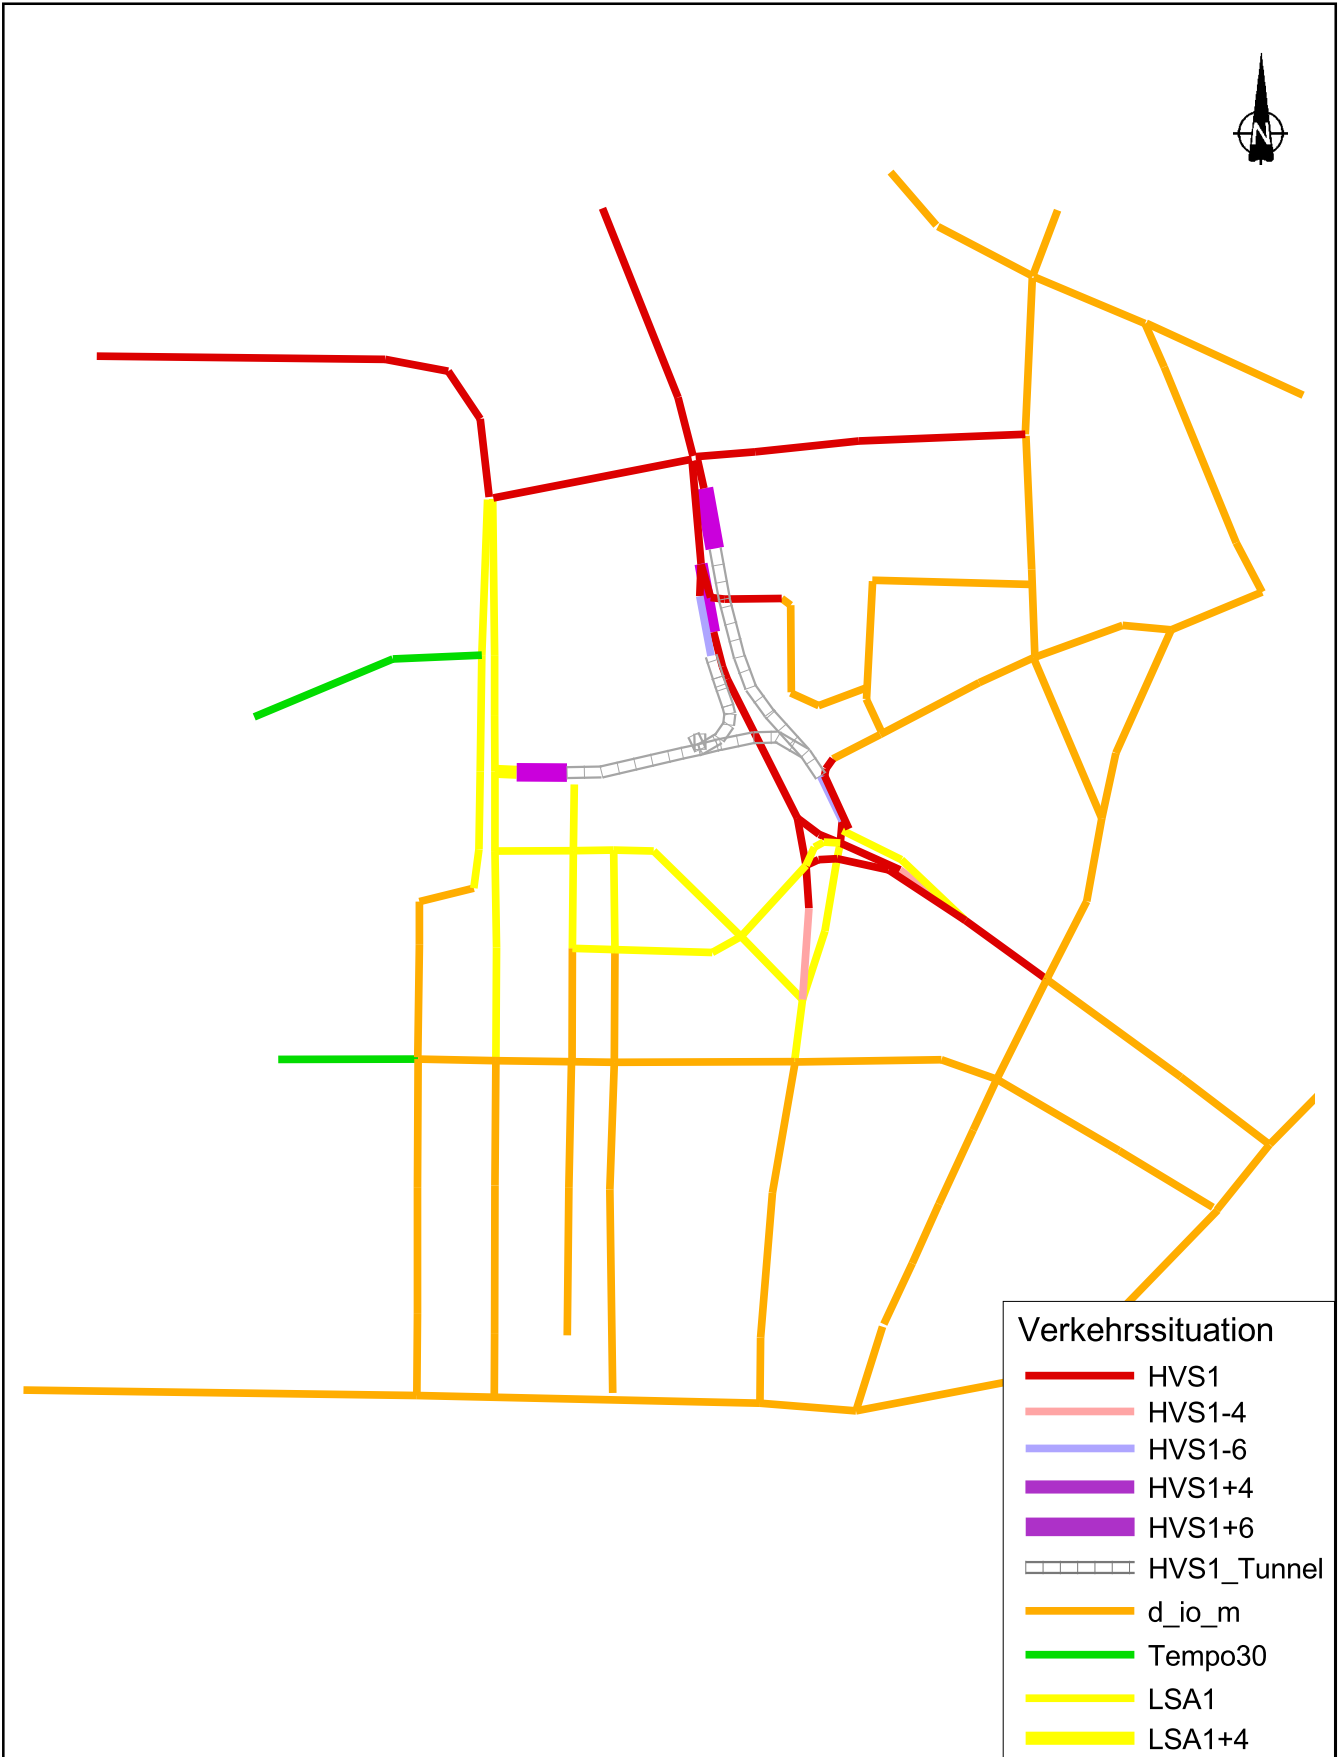 N
Verkehrssituation
HVS1
HVS1-4
HVS1-6
HVS1+4
HVS1+6
HVS1_Tunnel
d_io_m
Tempo30
LSA1
LSA1+4